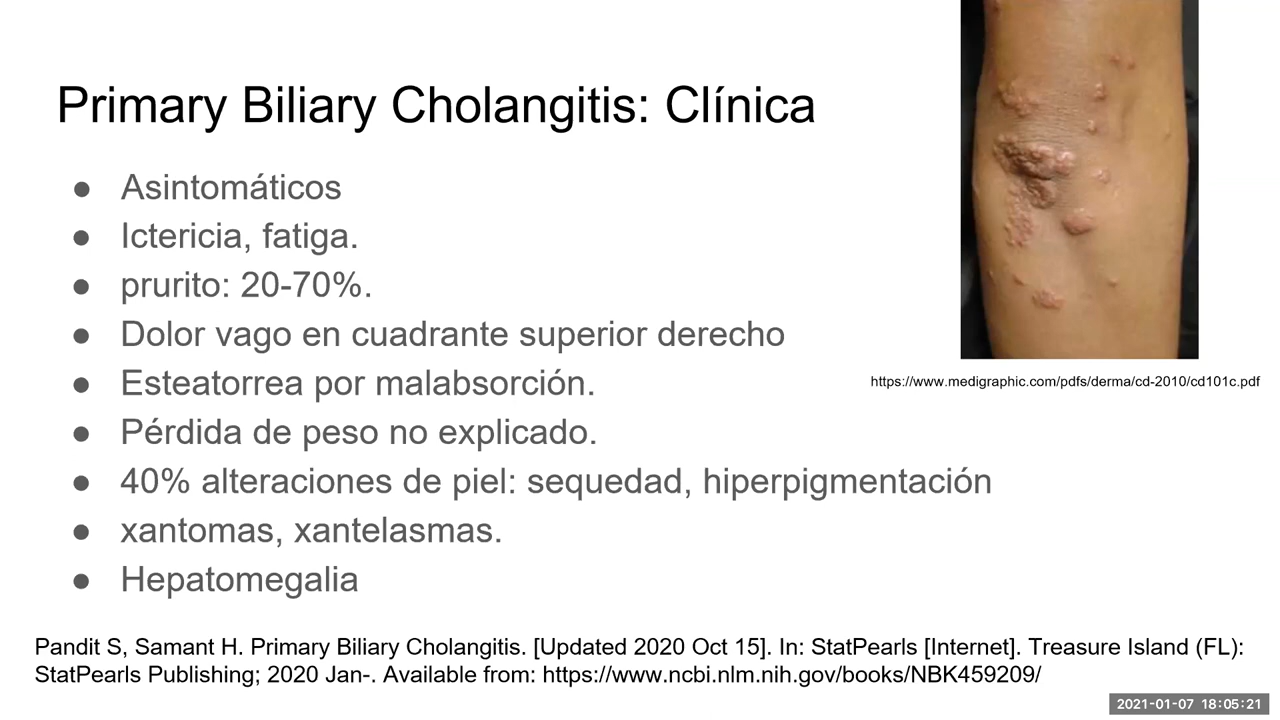 Primary Biliary Cholangitis: Clínica
● Asintomáticos
● Ictericia, fatiga.
● prurito: 20-70%.
● Dolor vago en cuadrante superior derecho
● Esteatorrea por malabsorción.
● Pérdida de peso no explicado.
● 40% alteraciones de piel: sequedad, hiperpigmentación
● xantomas, xantelasmas.
● Hepatomegalia
https://www.medigraphic.com/pdfs/derma/cd-2010/cd101c.pdf
Pandit S, Samant H. Primary Biliary Cholangitis. [Updated 2020 Oct 15]. In: StatPearls [Internet]. Treasure Island (FL):
StatPearls Publishing; 2020 Jan-. Available from: https://www.ncbi.nlm.nih.gov/books/NBK459209/
2021-01-07 18:05:21